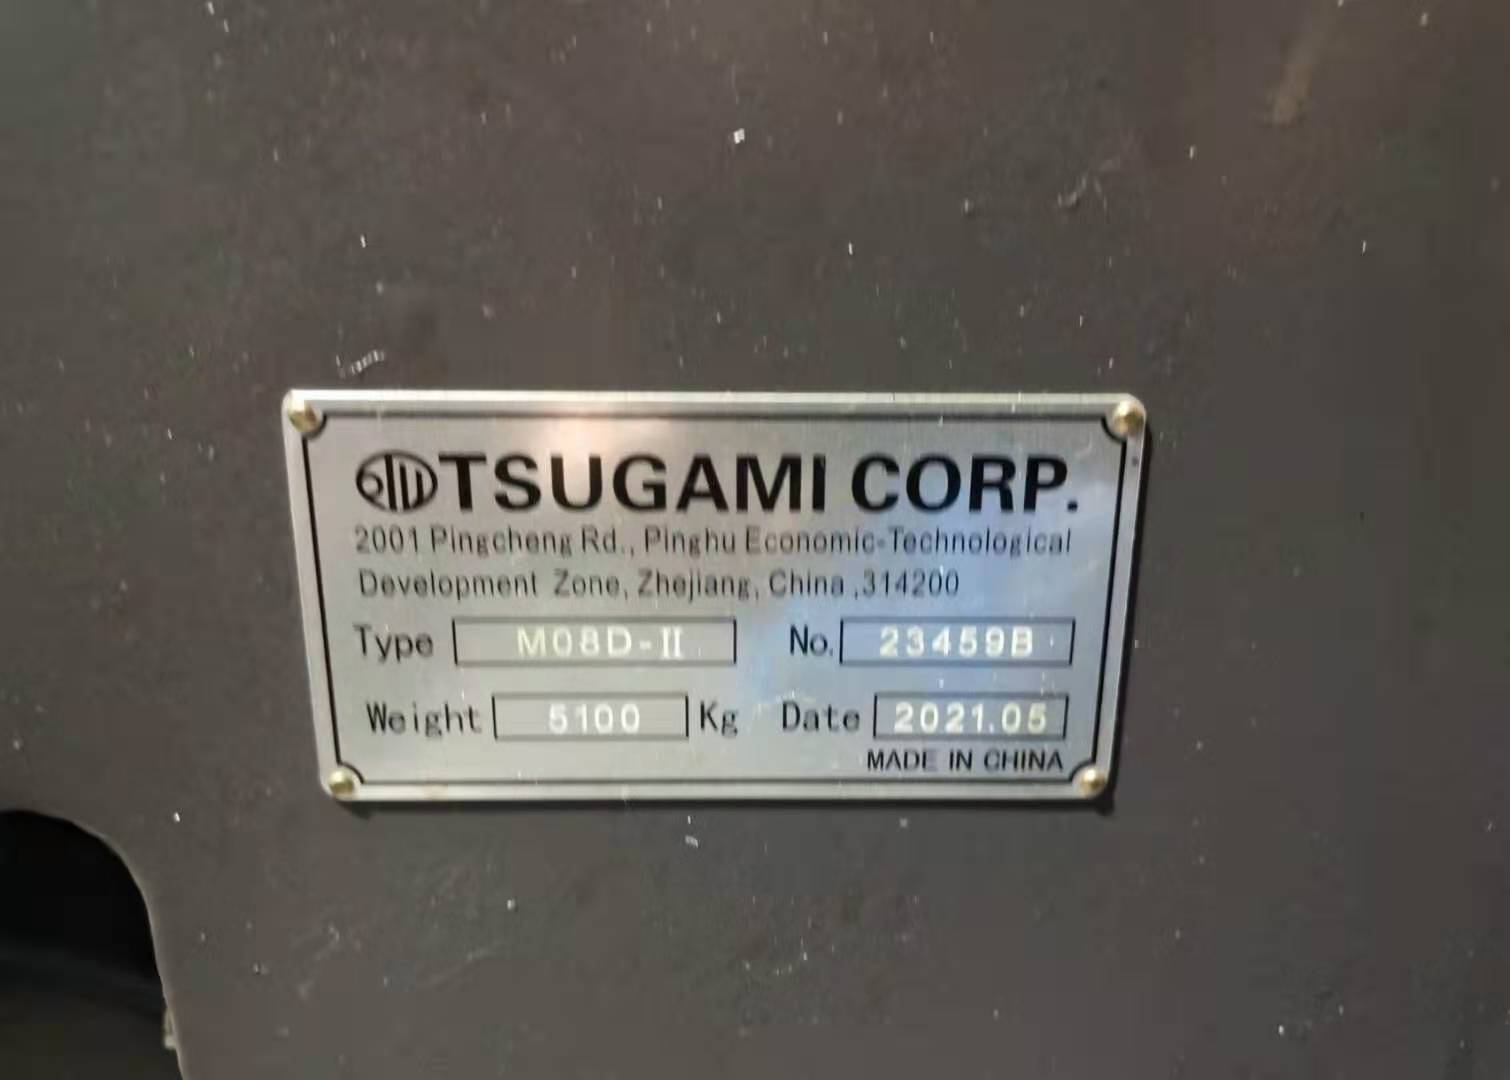 TSUGAMI CORP.
2001 Pingcheng Rd., Pinghu Economic-Technological
Development Zone, Zhejiang, China ,314200
Type M08D-II No. 23459B
Weight 5100 Kg Date 2021.05
MADE IN CHINA